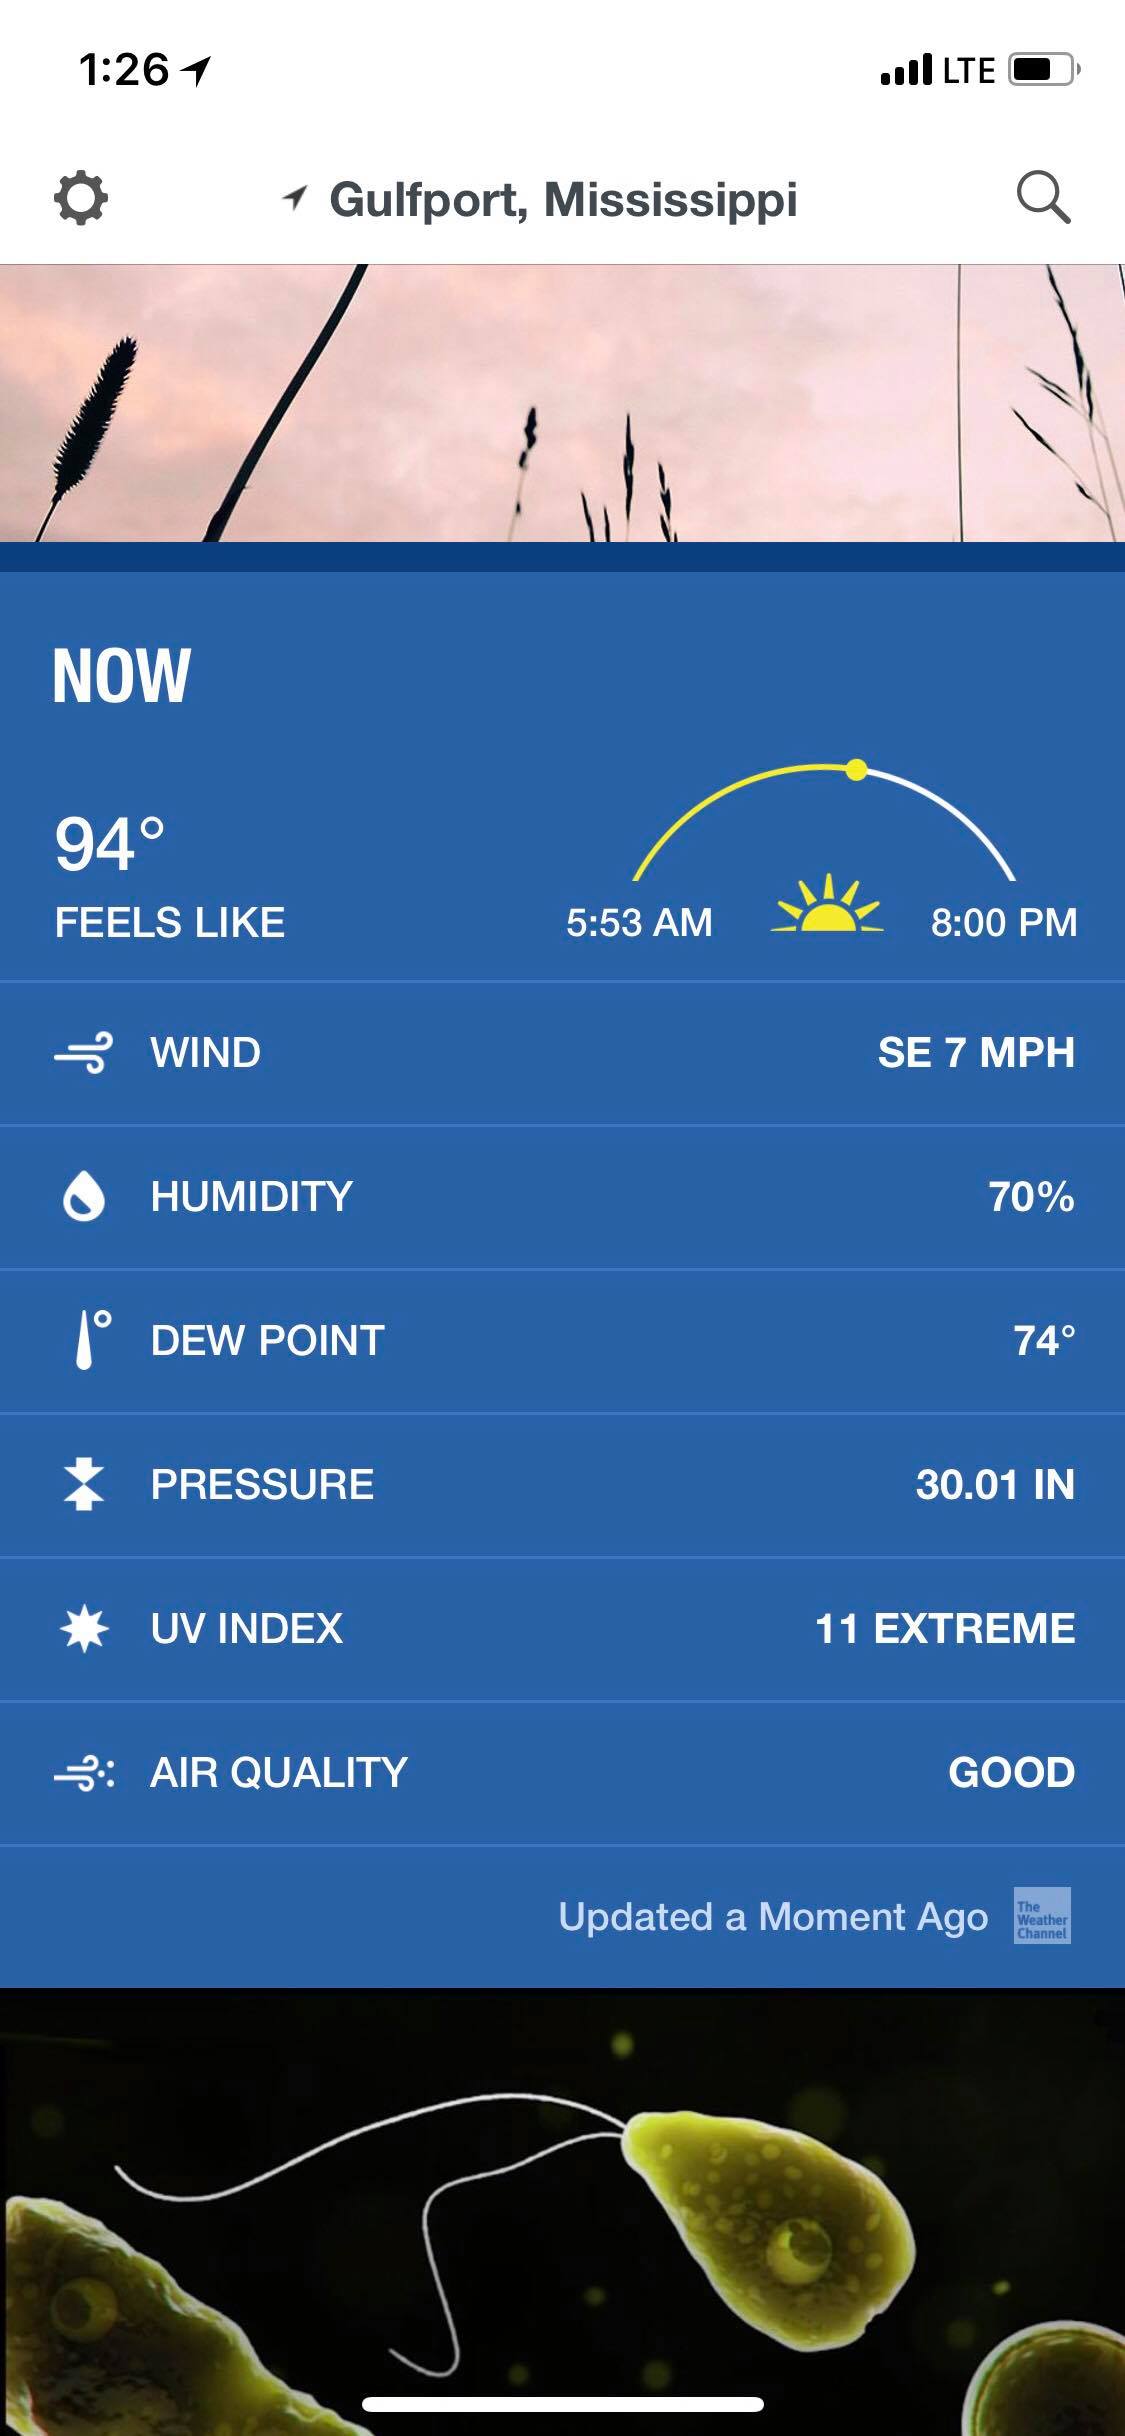 1:26 LTE
Gulfport, Mississippi
NOW
94°
FEELS LIKE
5:53 AM 8:00 PM
WIND SE 7 MPH
HUMIDITY 70%
DEW POINT 74°
PRESSURE 30.01 IN
UV INDEX 11 EXTREME
AIR QUALITY GOOD
Updated a Moment Ago
The
Weather
Channel